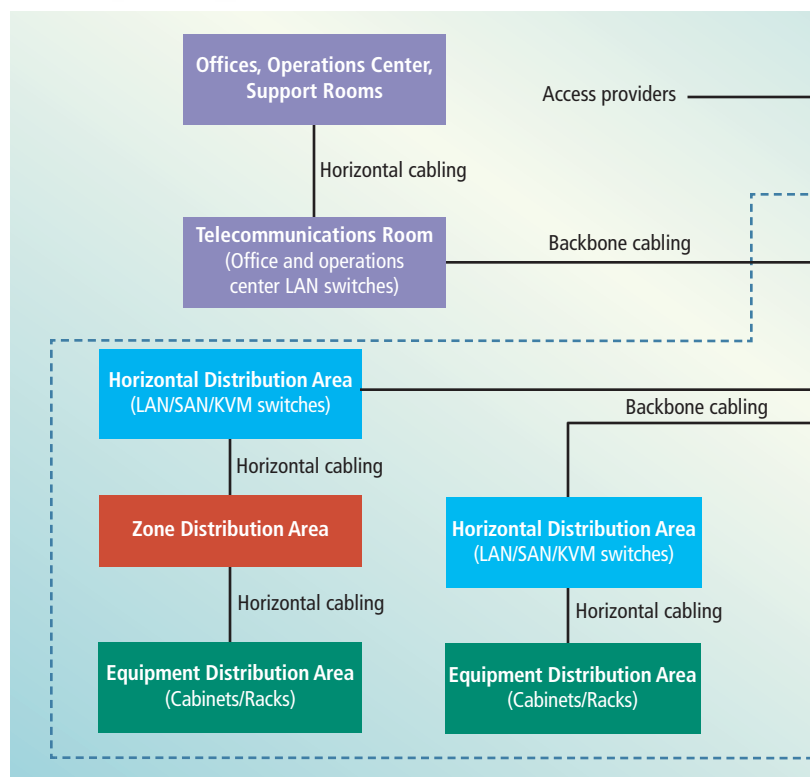 Offices, Operations Center,
Support Rooms
Access providers
Horizontal cabling
Telecommunications Room
(Office and operations
center LAN switches)
Backbone cabling
Horizontal Distribution Area
(LAN/SAN/KVM switches)
Backbone cabling
Horizontal cabling
Zone Distribution Area
Horizontal Distribution Area
(LAN/SAN/KVM switches)
Horizontal cabling
Horizontal cabling
Equipment Distribution Area
(Cabinets/Racks)
Equipment Distribution Area
(Cabinets/Racks)